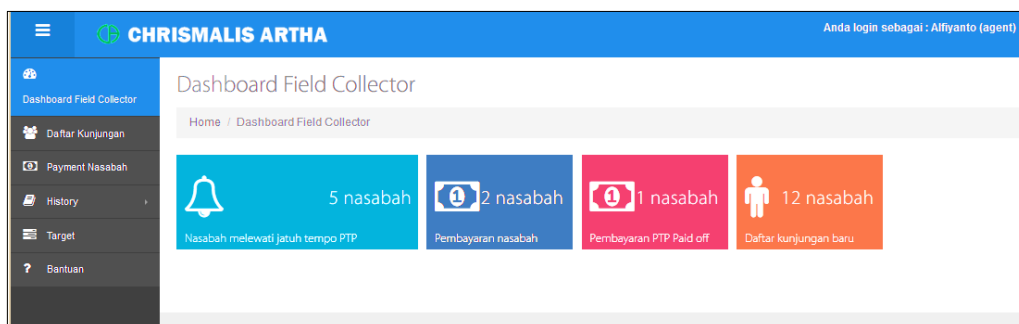 CHRISMALIS ARTHA
Anda login sebagai : Alfiyanto (agent)
Dashboard Field Collector
Daftar Kunjungan
Payment Nasabah
History
Target
? Bantuan
Dashboard Field Collector
Home / Dashboard Field Collector
5 nasabah
Nasabah melewati jatuh tempo PTP
1 2 nasabah
Pembayaran nasabah
1 1 nasabah
Pembayaran PTP Paid off
12 nasabah
Daftar kunjungan baru